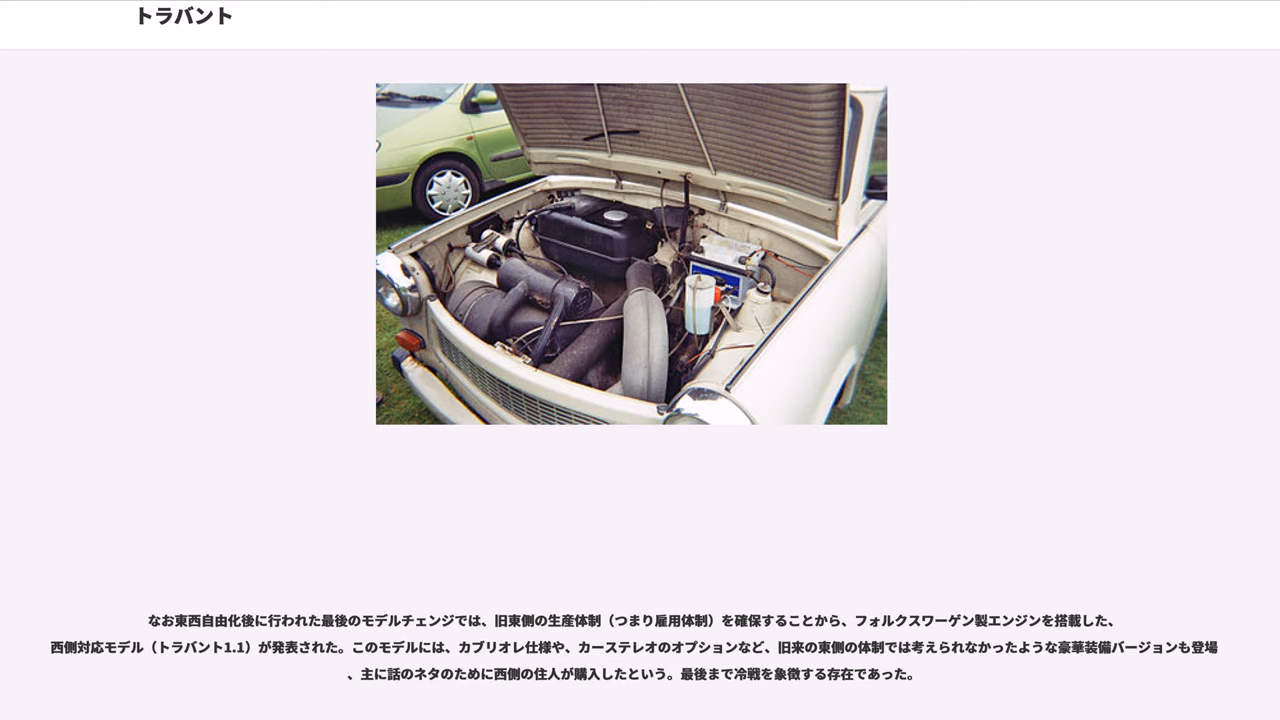 トラバント
なお東西自由化後に行われた最後のモデルチェンジでは、旧東側の生産体制（つまり雇用体制）を確保することから、フォルクスワーゲン製エンジンを搭載した、
西側対応モデル（トラバント1.1）が発表された。このモデルには、カブリオレ仕様や、カーステレオのオプションなど、旧来の東側の体制では考えられなかったような豪華装備バージョンも登場
、主に話のネタのために西側の住人が購入したという。最後まで冷戦を象徴する存在であった。